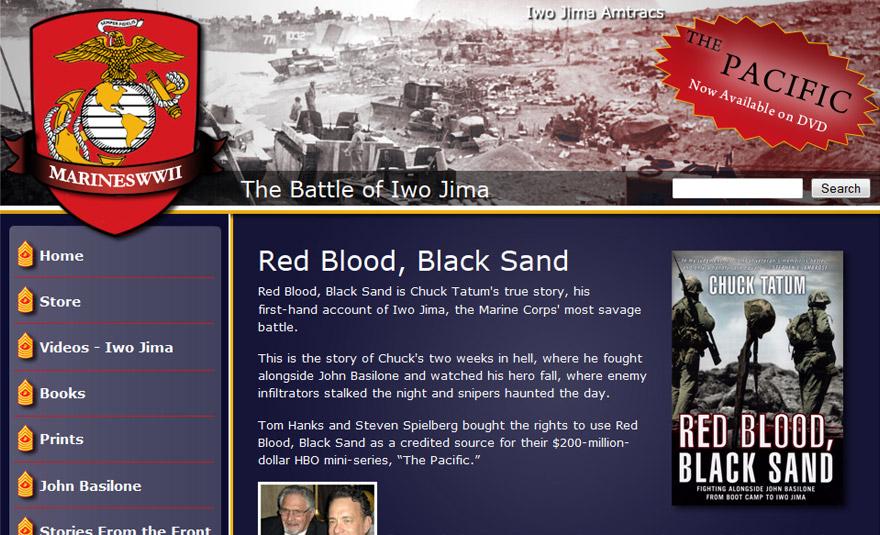 Iwo Jima Amtracs
THE
PACIFIC
Now Available on DVD
SEMPER FIDELIS
MARINESWWII
The Battle of Iwo Jima
Search
Home
Store
Videos - Iwo Jima
Books
Prints
John Basilone
Stories From the Front
Red Blood, Black Sand
Red Blood, Black Sand is Chuck Tatum's true story, his
first-hand account of Iwo Jima, the Marine Corps' most savage
battle.
This is the story of Chuck's two weeks in hell, where he fought
alongside John Basilone and watched his hero fall, where enemy
infiltrators stalked the night and snipers haunted the day.
Tom Hanks and Steven Spielberg bought the rights to use Red
Blood, Black Sand as a credited source for their $200-million-
dollar HBO mini-series, “The Pacific.”
STEPHEN E. AMBROSE
CHUCK TATUM
RED BLOOD,
BLACK SAND
FIGHTING ALONGSIDE JOHN BASILONE
FROM BOOT CAMP TO IWO JIMA